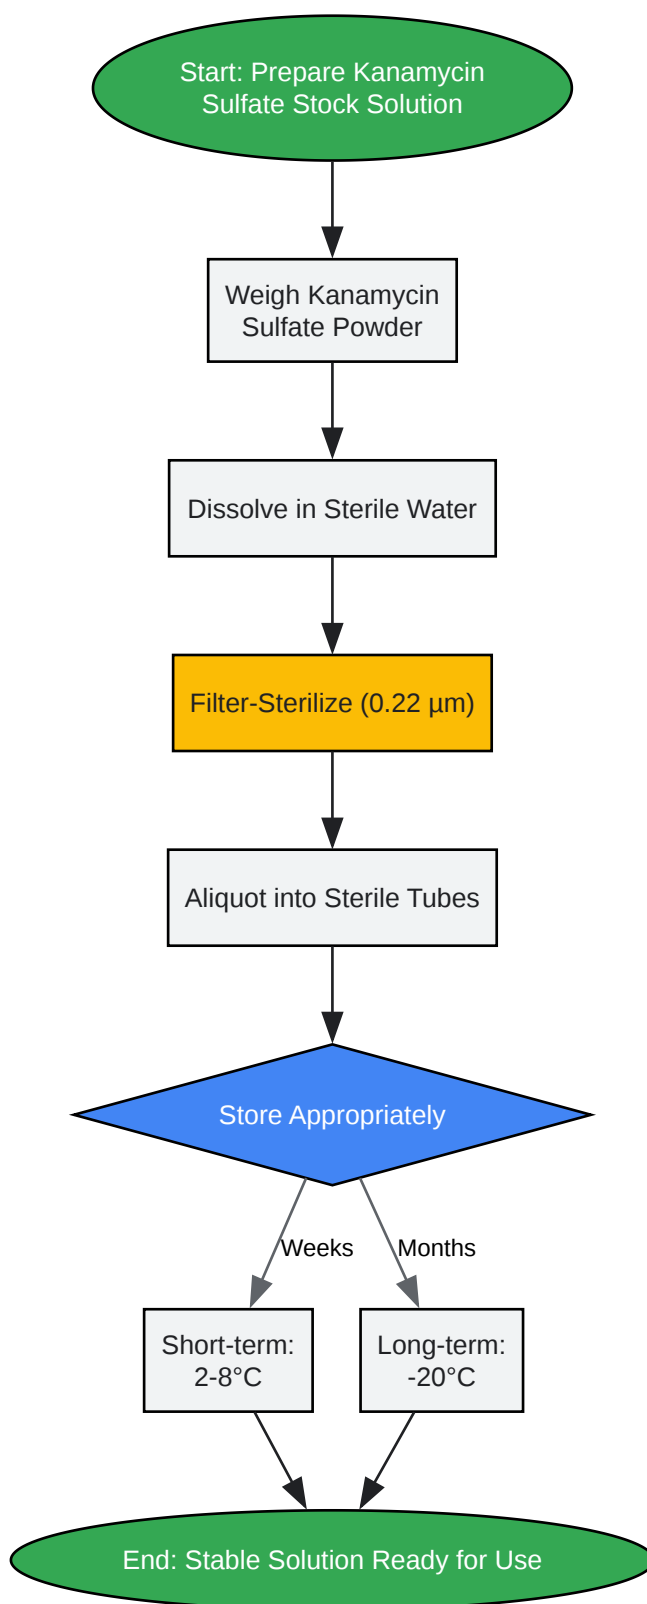 Start: Prepare Kanamycin
Sulfate Stock Solution
Weigh Kanamycin
Sulfate Powder
Dissolve in Sterile Water
Filter-Sterilize (0.22 µm)
Aliquot into Sterile Tubes
Store Appropriately
Weeks
Months
Short-term:
2-8°C
Long-term:
-20°C
End: Stable Solution Ready for Use